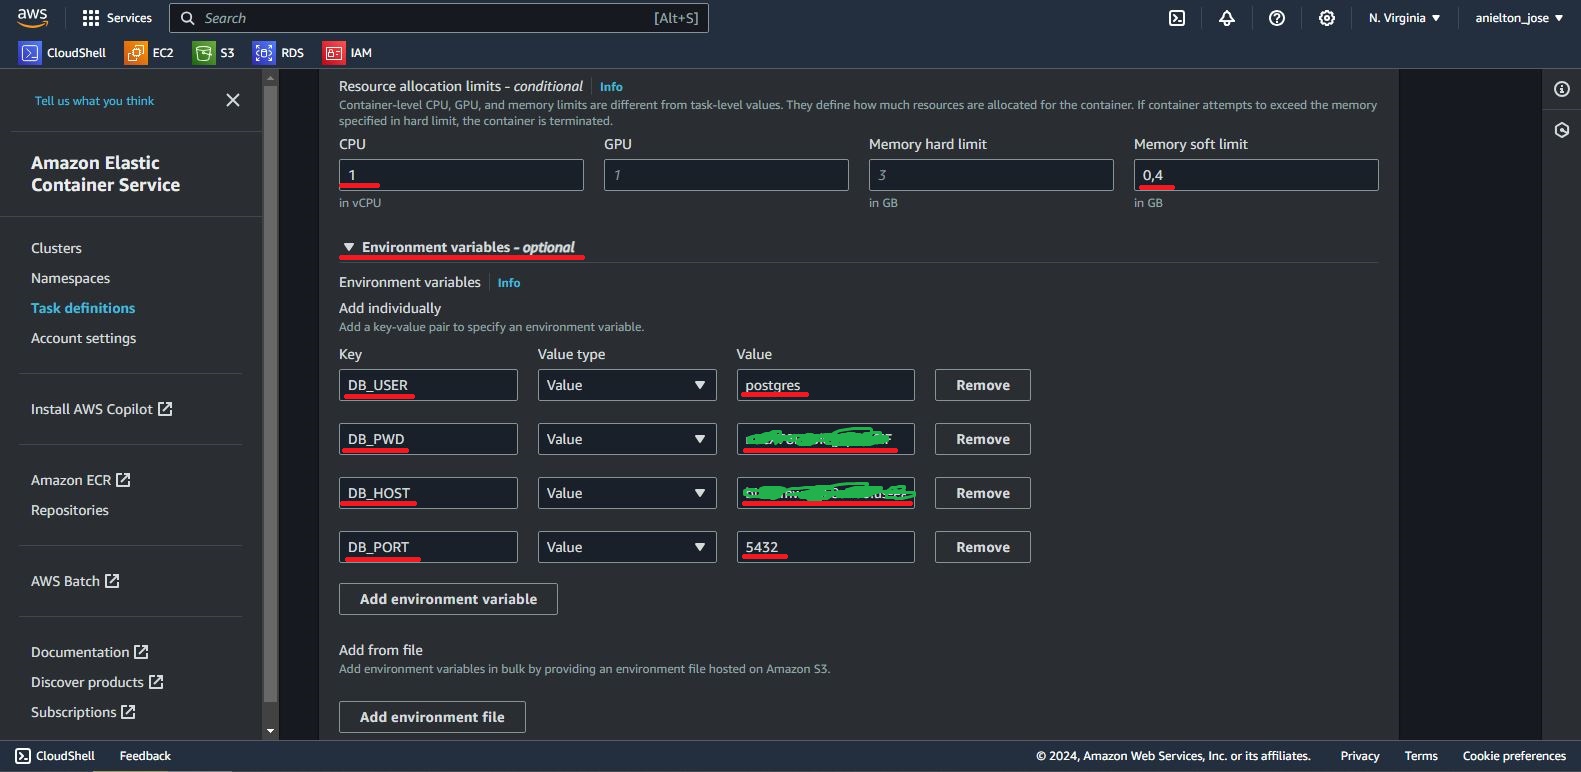 aws
Services
Search
[Alt+S]
N. Virginia
anielton_jose
CloudShell
EC2
S3
RDS
IAM
Tell us what you think
Amazon Elastic
Container Service
Clusters
Namespaces
Task definitions
Account settings
Install AWS Copilot
Amazon ECR
Repositories
AWS Batch
Documentation
Discover products
Subscriptions
Resource allocation limits - conditional
Info
Container-level CPU, GPU, and memory limits are different from task-level values. They define how much resources are allocated for the container. If container attempts to exceed the memory
specified in hard limit, the container is terminated.
CPU
GPU
Memory hard limit
Memory soft limit
1
1
3
0,4
in vCPU
in GB
in GB
Environment variables - optional
Environment variables
Info
Add individually
Add a key-value pair to specify an environment variable.
Key
Value type
Value
DB_USER
Value
postgres
Remove
DB_PWD
Value
Remove
DB_HOST
Value
Remove
DB_PORT
Value
5432
Remove
Add environment variable
Add from file
Add environment variables in bulk by providing an environment file hosted on Amazon S3.
Add environment file
CloudShell
Feedback
© 2024, Amazon Web Services, Inc. or its affiliates.
Privacy
Terms
Cookie preferences